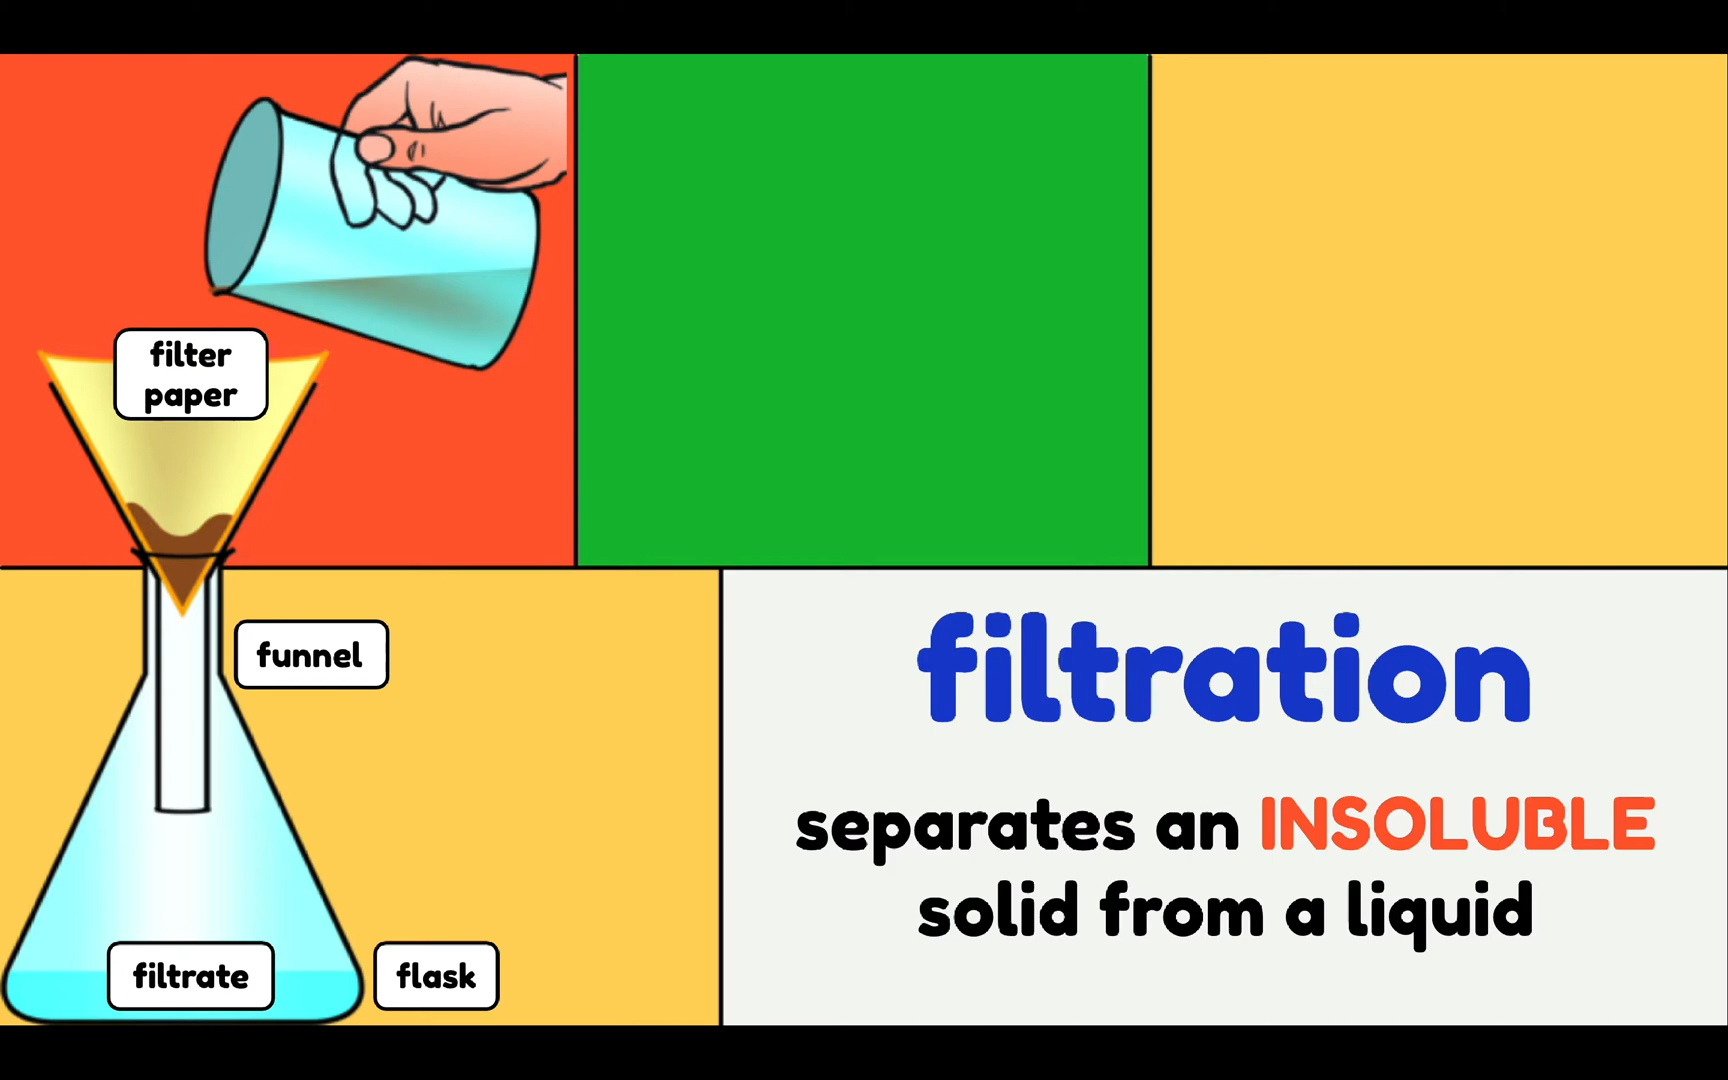 filter
paper
funnel
filtrate
flask
filtration
separates an INSOLUBLE
solid from a liquid